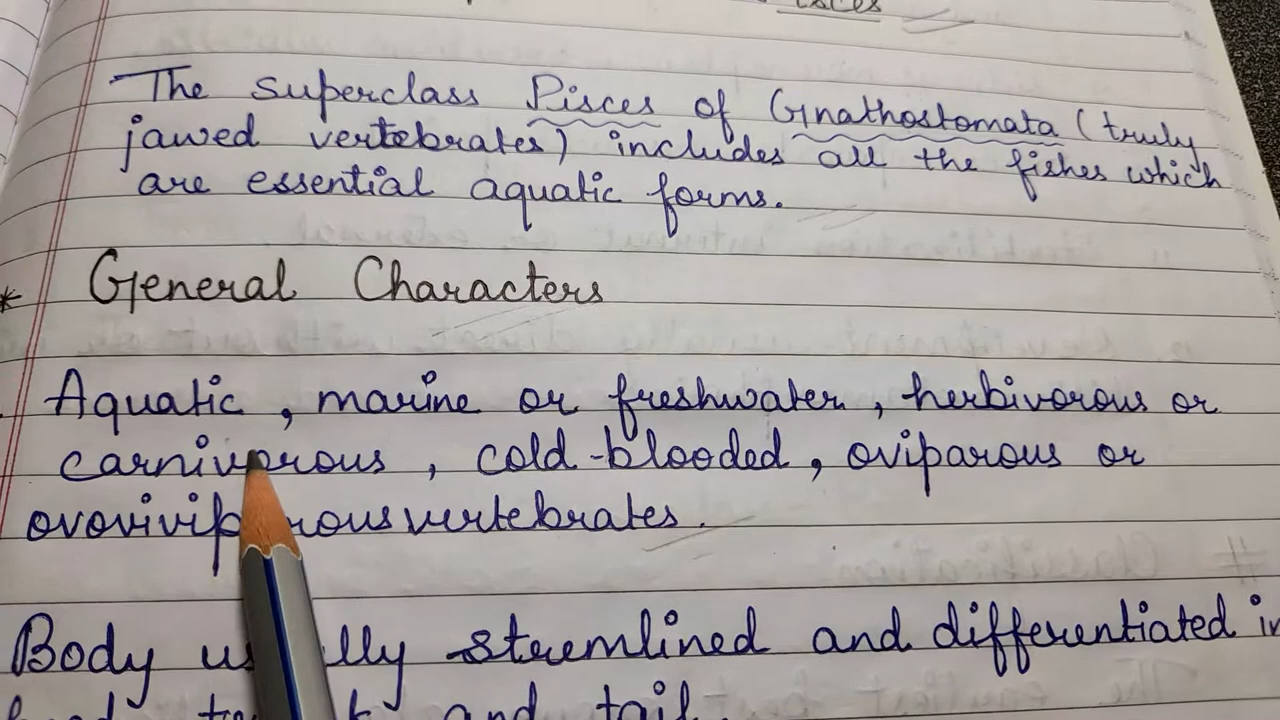 The superclass Pisces of Gnathostomata (truly
jawed vertebrates) includes all the fishes which
are essential aquatic forms.
* General Characters
Aquatic, marine or freshwater, herbivorous or
carnivorous, cold-blooded, oviparous or
ovoviviparous vertebrates.
Body usually streamlined and differentiated in
and tail.